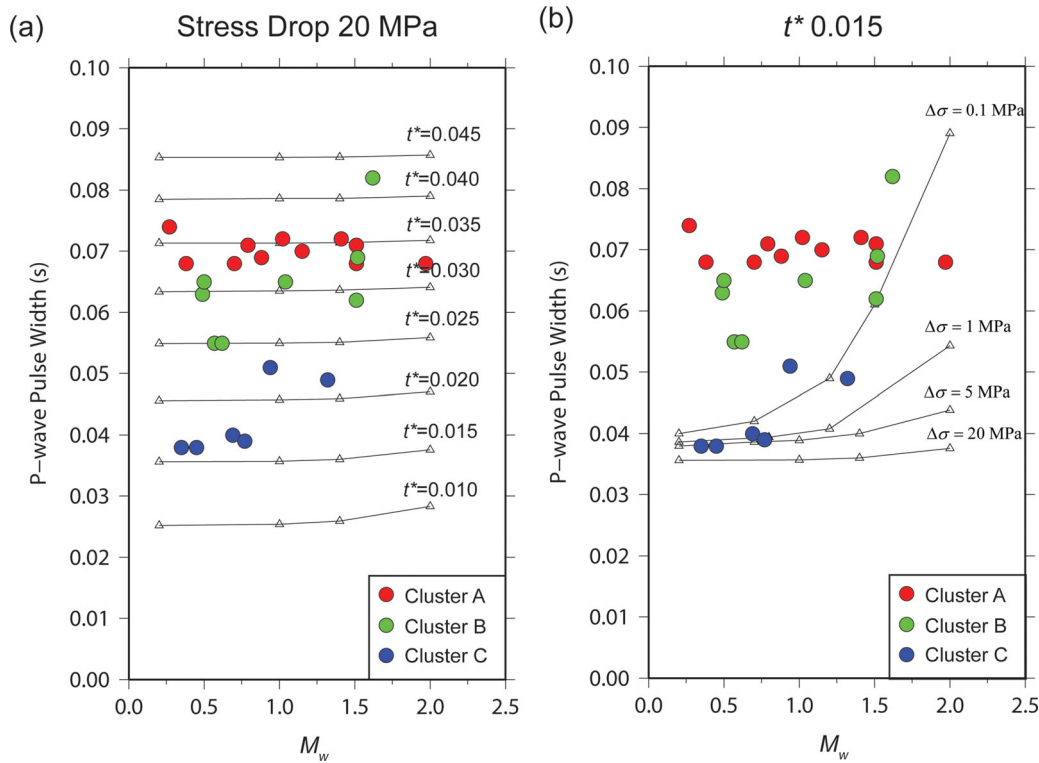 (a)
Stress Drop 20 MPa
P-wave Pulse Width (s)
0.10
0.09
0.08
0.07
0.06
0.05
0.04
0.03
0.02
0.01
0.00
t*=0.045
t*=0.040
t*=0.035
t*=0.030
t*=0.025
t*=0.020
t*=0.015
t*=0.010
Cluster A
Cluster B
Cluster C
0.0 0.5 1.0 1.5 2.0 2.5
Mw
(b)
t* 0.015
P-wave Pulse Width (s)
0.10
0.09
0.08
0.07
0.06
0.05
0.04
0.03
0.02
0.01
0.00
Δσ = 0.1 MPa
Δσ = 1 MPa
Δσ = 5 MPa
Δσ = 20 MPa
Cluster A
Cluster B
Cluster C
0.0 0.5 1.0 1.5 2.0 2.5
Mw